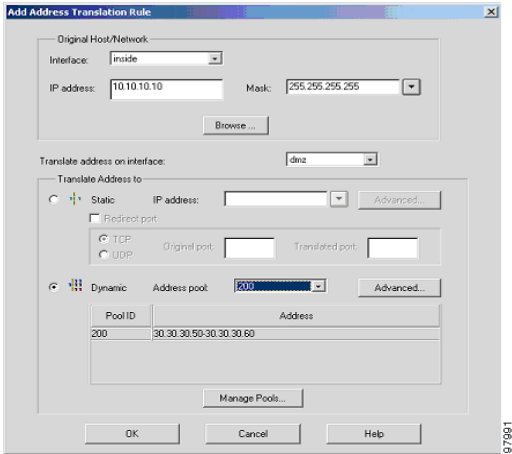 Add Address Translation Rule
Original Host/Network
Interface: inside
IP address: 10.10.10.10 Mask: 255.255.255.255
Browse ...
Translate address on interface: dmz
Translate Address to
Static IP address: Advanced...
Redirect port
TCP Original port: Translated port:
UDP
Dynamic Address pool: 200 Advanced...
Pool ID Address
200 30.30.30.50-30.30.30.60
Manage Pools...
OK Cancel Help
97991